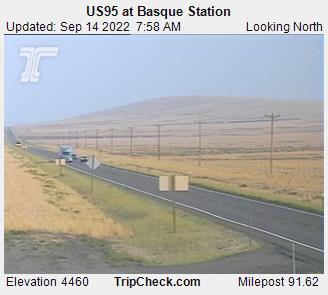 US95 at Basque Station
Updated: Sep 14 2022 7:58 AM Looking North
Elevation 4460 TripCheck.com Milepost 91.62